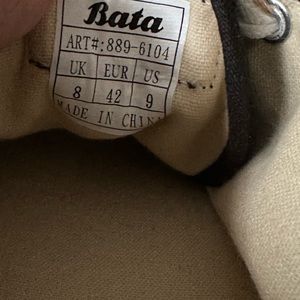 Bata
ART#:889-6104
UK EUR US
8 42 9
MADE IN CHINA